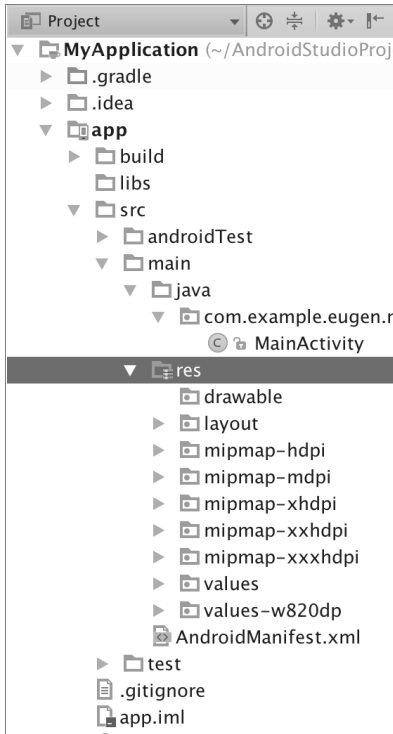 Project
MyApplication (~/AndroidStudioProj
.gradle
.idea
app
build
libs
src
androidTest
main
java
com.example.eugen.r
C MainActivity
res
drawable
layout
mipmap-hdpi
mipmap-mdpi
mipmap-xhdpi
mipmap-xxhdpi
mipmap-xxxhdpi
values
values-w820dp
AndroidManifest.xml
test
.gitignore
app.iml